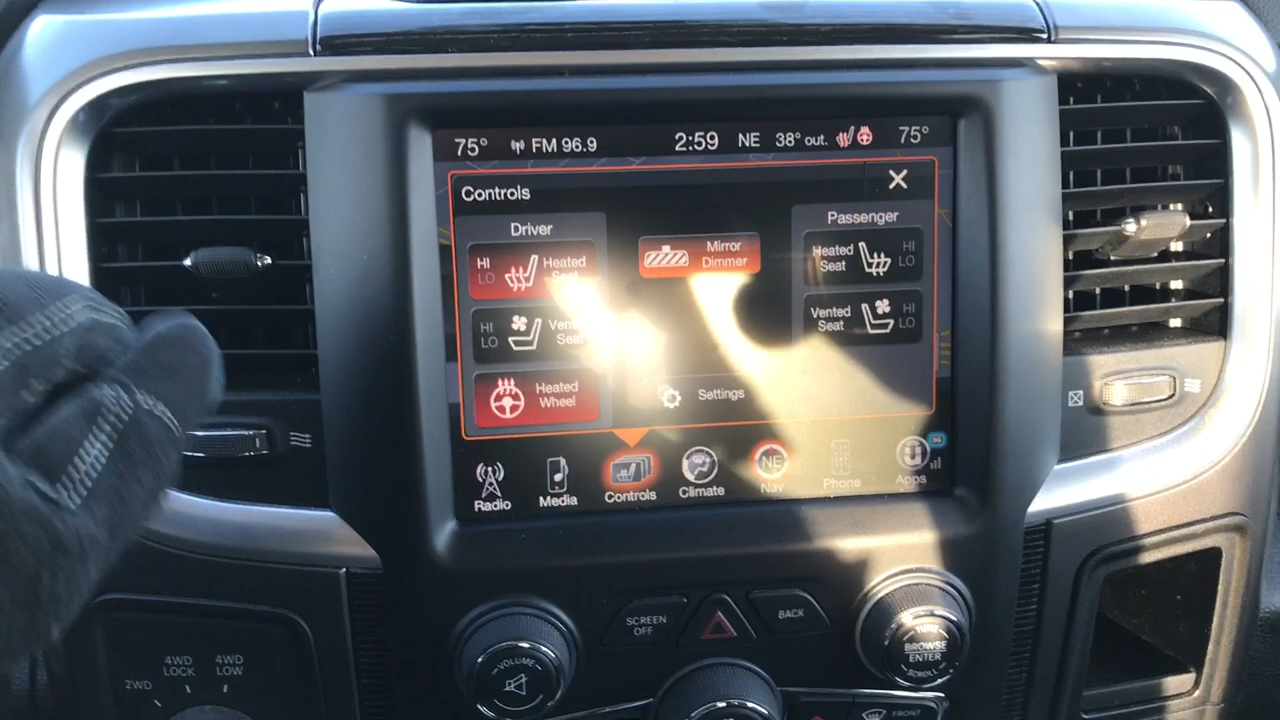 75° FM 96.9 2:59 NE 38° out. 75°
Controls X
Driver
HI
LO
Heated
Seat
HI
LO
Vented
Seat
Heated
Wheel
Mirror
Dimmer
Settings
Passenger
Heated
Seat
HI
LO
Vented
Seat
HI
LO
Radio Media Controls Climate NE Nav Phone Apps
SCREEN
OFF
BACK
VOLUME
BROWSE
ENTER
SCROLL
4WD
LOCK
4WD
LOW
2WD
FRONT